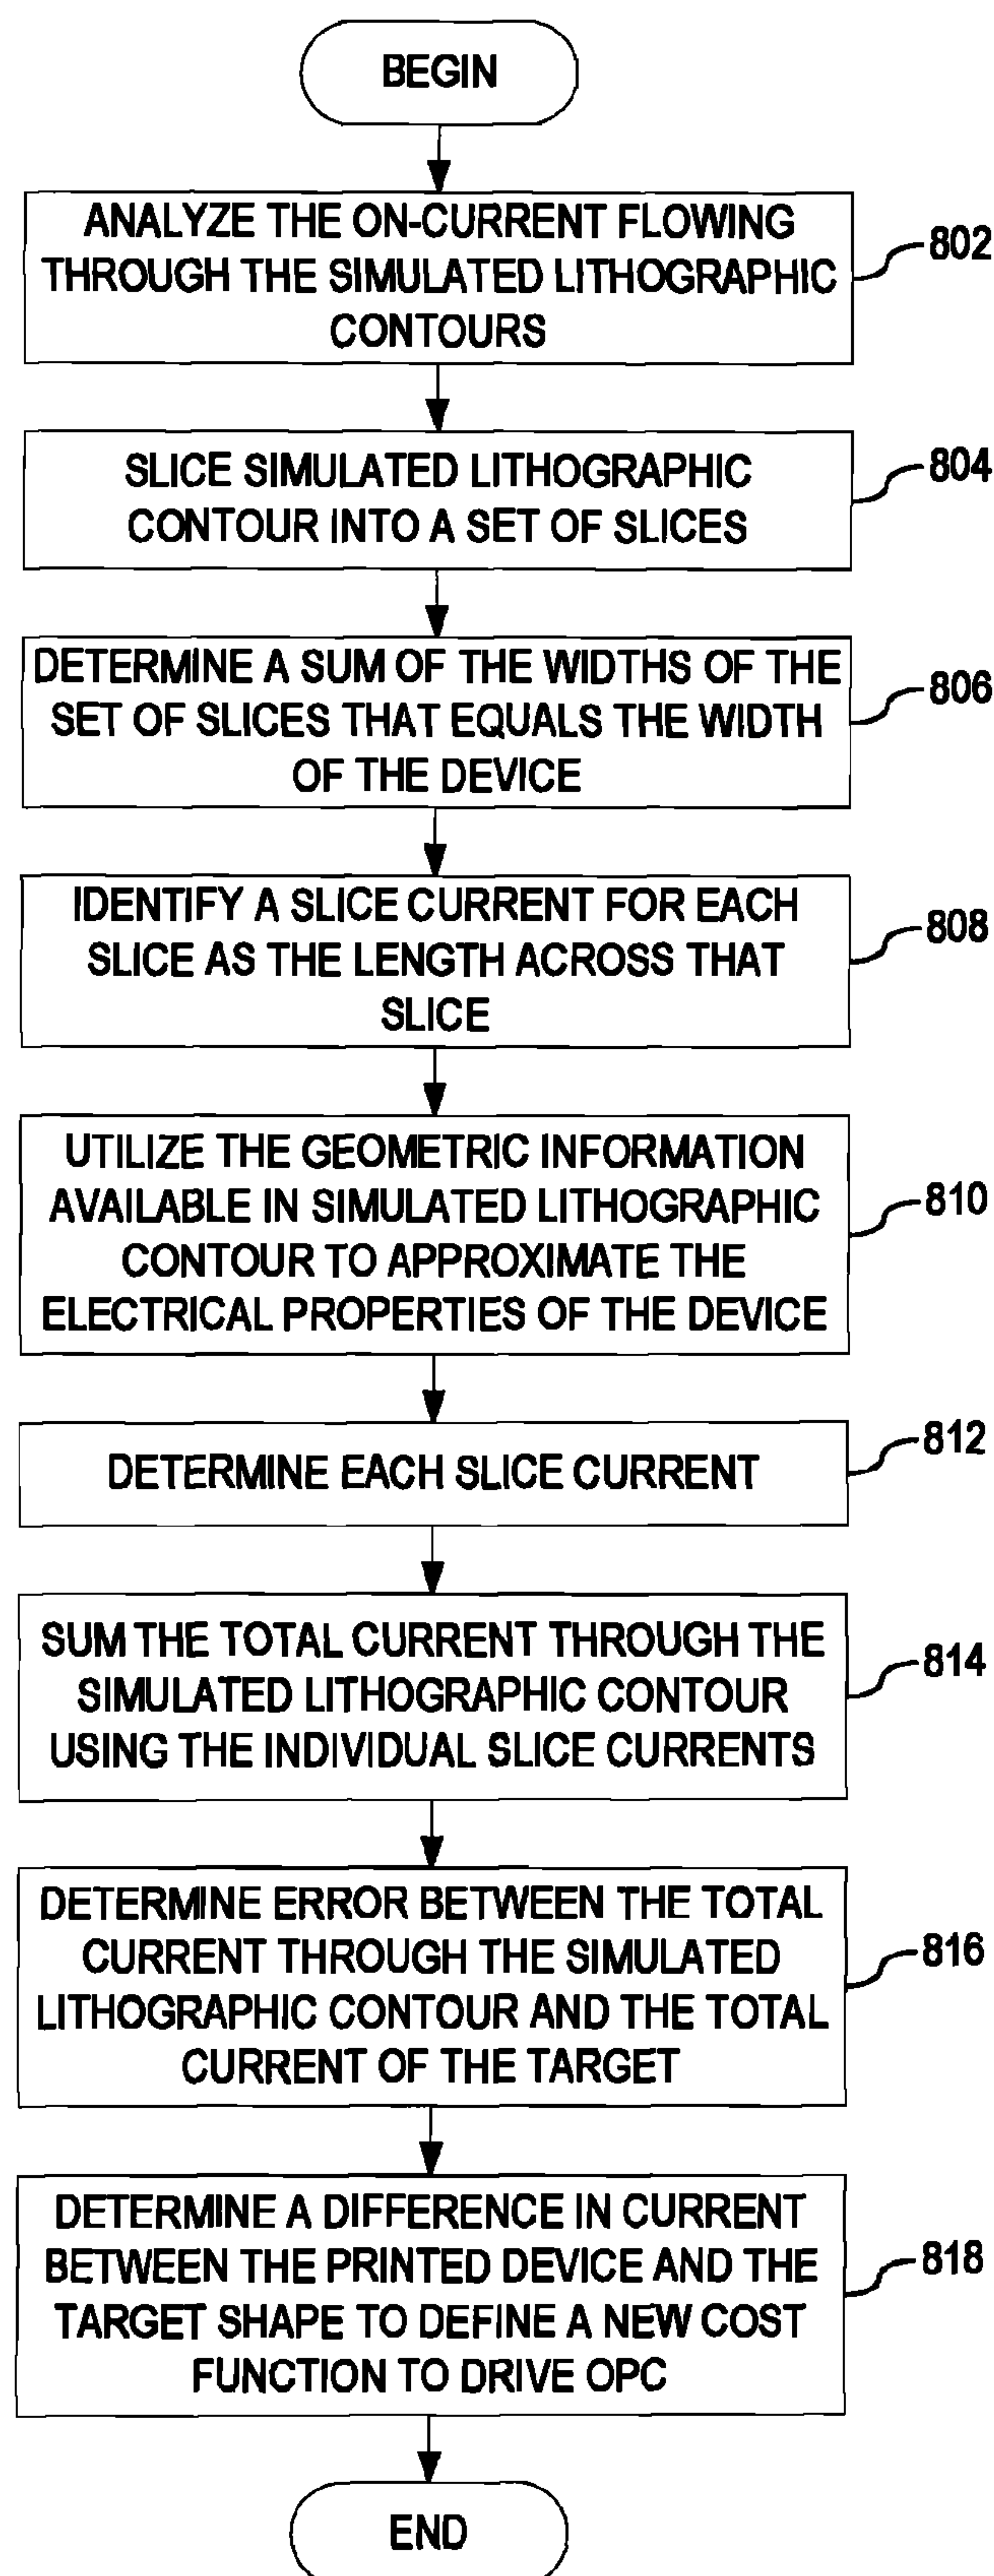 BEGIN
ANALYZE THE ON-CURRENT FLOWING
THROUGH THE SIMULATED LITHOGRAPHIC
CONTOURS
802
SLICE SIMULATED LITHOGRAPHIC
CONTOUR INTO A SET OF SLICES
804
DETERMINE A SUM OF THE WIDTHS OF THE
SET OF SLICES THAT EQUALS THE WIDTH
OF THE DEVICE
806
IDENTIFY A SLICE CURRENT FOR EACH
SLICE AS THE LENGTH ACROSS THAT
SLICE
808
UTILIZE THE GEOMETRIC INFORMATION
AVAILABLE IN SIMULATED LITHOGRAPHIC
CONTOUR TO APPROXIMATE THE
ELECTRICAL PROPERTIES OF THE DEVICE
810
DETERMINE EACH SLICE CURRENT
812
SUM THE TOTAL CURRENT THROUGH THE
SIMULATED LITHOGRAPHIC CONTOUR
USING THE INDIVIDUAL SLICE CURRENTS
814
DETERMINE ERROR BETWEEN THE TOTAL
CURRENT THROUGH THE SIMULATED
LITHOGRAPHIC CONTOUR AND THE TOTAL
CURRENT OF THE TARGET
816
DETERMINE A DIFFERENCE IN CURRENT
BETWEEN THE PRINTED DEVICE AND THE
TARGET SHAPE TO DEFINE A NEW COST
FUNCTION TO DRIVE OPC
818
END